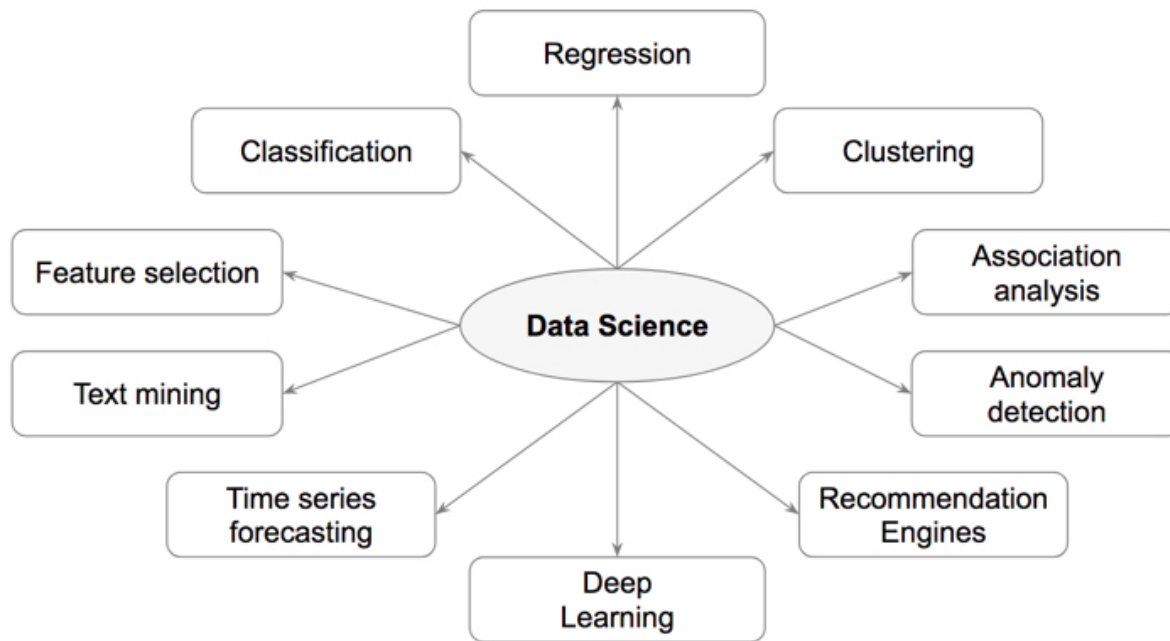 Regression
Classification
Clustering
Feature selection
Association
analysis
Data Science
Text mining
Anomaly
detection
Time series
forecasting
Recommendation
Engines
Deep
Learning